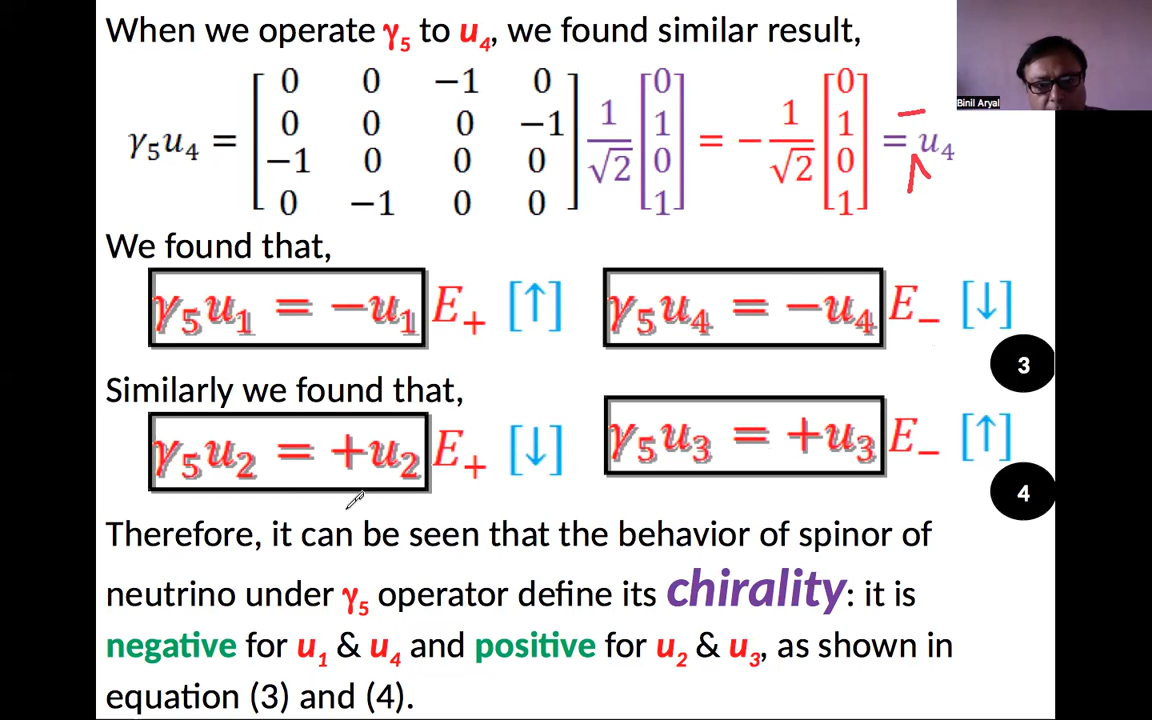 When we operate γ₅ to u₄, we found similar result,
Binil Aryal
γ₅u₄ = [0 0 −1 0; 0 0 0 −1; −1 0 0 0; 0 −1 0 0] 1/√2 [0; 1; 0; 1] = − 1/√2 [0; 1; 0; 1] = − u₄
We found that,
γ₅u₁ = −u₁ E₊ [↑] γ₅u₄ = −u₄ E₋ [↓]
3
Similarly we found that,
γ₅u₂ = +u₂ E₊ [↓] γ₅u₃ = +u₃ E₋ [↑]
4
Therefore, it can be seen that the behavior of spinor of
neutrino under γ₅ operator define its chirality: it is
negative for u₁ & u₄ and positive for u₂ & u₃, as shown in
equation (3) and (4).